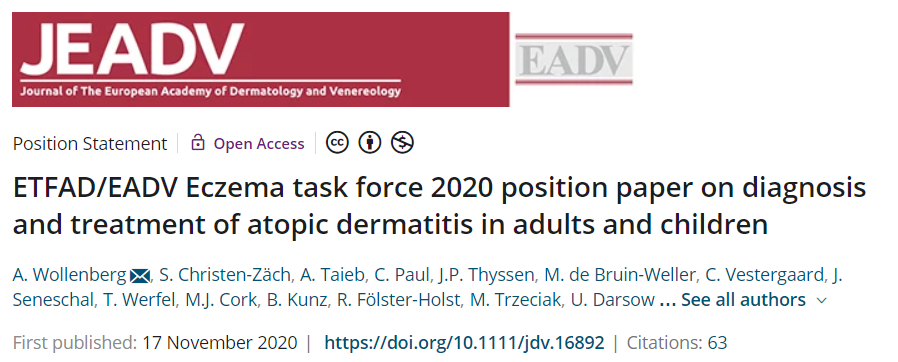 JEADV
Journal of The European Academy of Dermatology and Venereology
EADV
Position Statement | Open Access | cc
ETFAD/EADV Eczema task force 2020 position paper on diagnosis
and treatment of atopic dermatitis in adults and children
A. Wollenberg, S. Christen-Zäch, A. Taieb, C. Paul, J.P. Thyssen, M. de Bruin-Weller, C. Vestergaard, J.
Seneschal, T. Werfel, M.J. Cork, B. Kunz, R. Fölster-Holst, M. Trzeciak, U. Darsow ... See all authors
First published: 17 November 2020 | https://doi.org/10.1111/jdv.16892 | Citations: 63